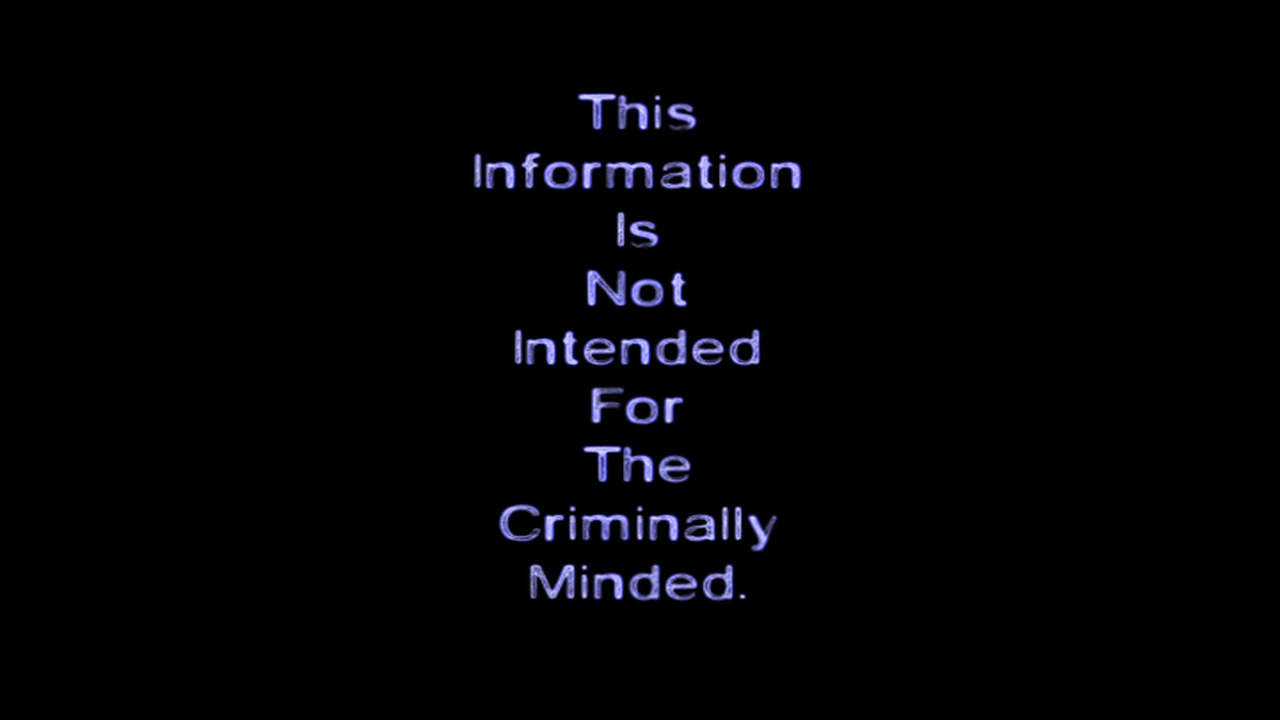 This
Information
Is
Not
Intended
For
The
Criminally
Minded.